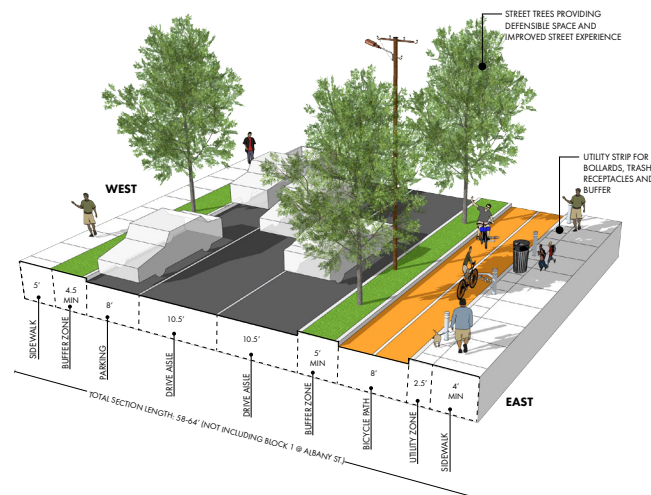 STREET TREES PROVIDING
DEFENSIBLE SPACE AND
IMPROVED STREET EXPERIENCE
UTILITY STRIP FOR
BOLLARDS, TRASH
RECEPTACLES AND
BUFFER
WEST
EAST
5'
4.5
MIN
8'
10.5'
10.5'
5'
MIN
8'
2.5'
4'
MIN
SIDEWALK
BUFFER ZONE
PARKING
DRIVE AISLE
DRIVE AISLE
BUFFER ZONE
BICYCLE PATH
UTILITY ZONE
SIDEWALK
TOTAL SECTION LENGTH: 58-64' (NOT INCLUDING BLOCK 1 @ ALBANY ST.)